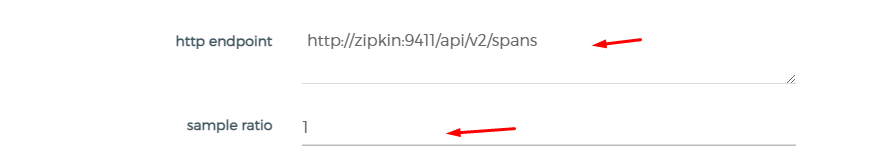 http endpoint http://zipkin:9411/api/v2/spans
sample ratio 1